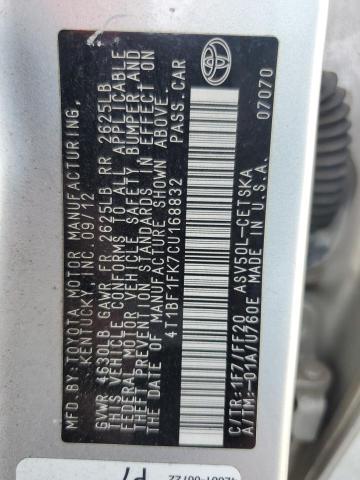 MFD.BY:TOYOTA MOTOR MANUFACTURING,
KENTUCKY, INC. 09/12
GVWR 4630LB GAWR FR 2625LB RR 2625LB
THIS VEHICLE CONFORMS TO ALL APPLICABLE
FEDERAL MOTOR VEHICLE SAFETY, BUMPER AND
THEFT PREVENTION STANDARDS IN EFFECT ON
THE DATE OF MANUFACTURE SHOWN ABOVE.
4T1BF1FK7CU168832 PASS.CAR
C/TR:1F7/FF20 ASV50L-CETSKA
A/TM:-01A/U760E MADE IN U.S.A.
07070